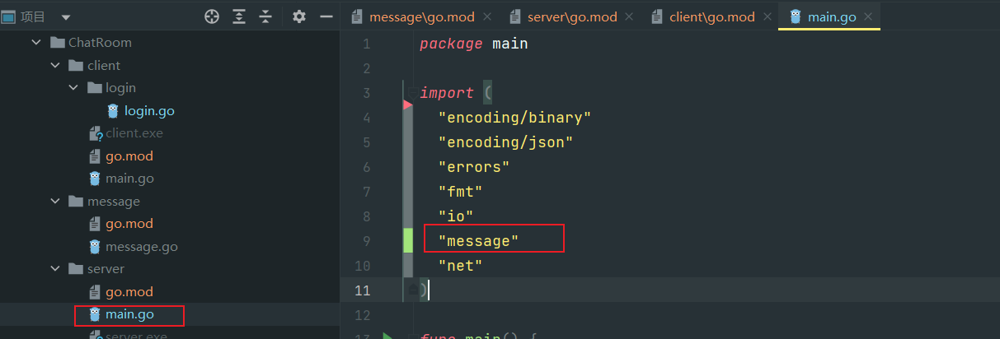 项目
message\go.mod
server\go.mod
client\go.mod
main.go
ChatRoom
client
login
login.go
client.exe
go.mod
main.go
message
go.mod
message.go
server
go.mod
main.go
server.exe
1 package main
2
3 import (
4 "encoding/binary"
5 "encoding/json"
6 "errors"
7 "fmt"
8 "io"
9 "message"
10 "net"
11 )
12
13 func main() {